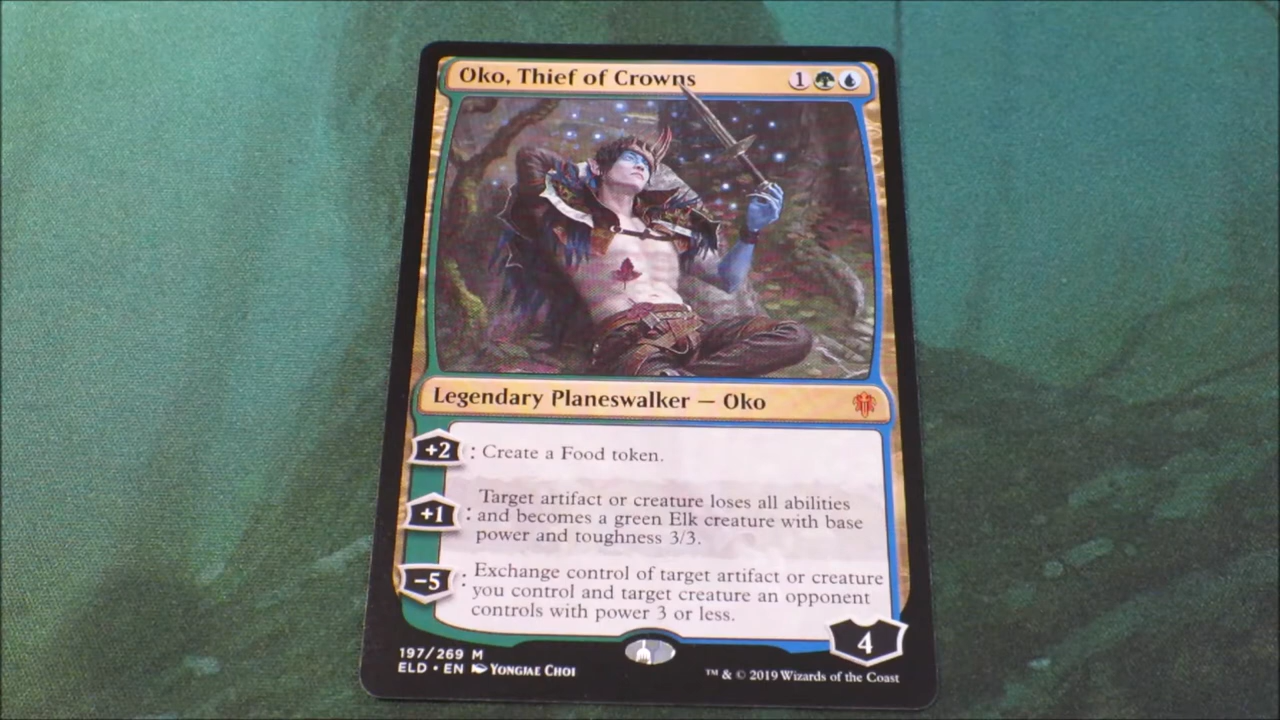 Oko, Thief of Crowns 1
Legendary Planeswalker — Oko
+2 : Create a Food token.
Target artifact or creature loses all abilities
+1 : and becomes a green Elk creature with base
power and toughness 3/3.
-5 : Exchange control of target artifact or creature
you control and target creature an opponent
controls with power 3 or less.
4
197/269 M
ELD • EN YONGJAE CHOI
™ & © 2019 Wizards of the Coast